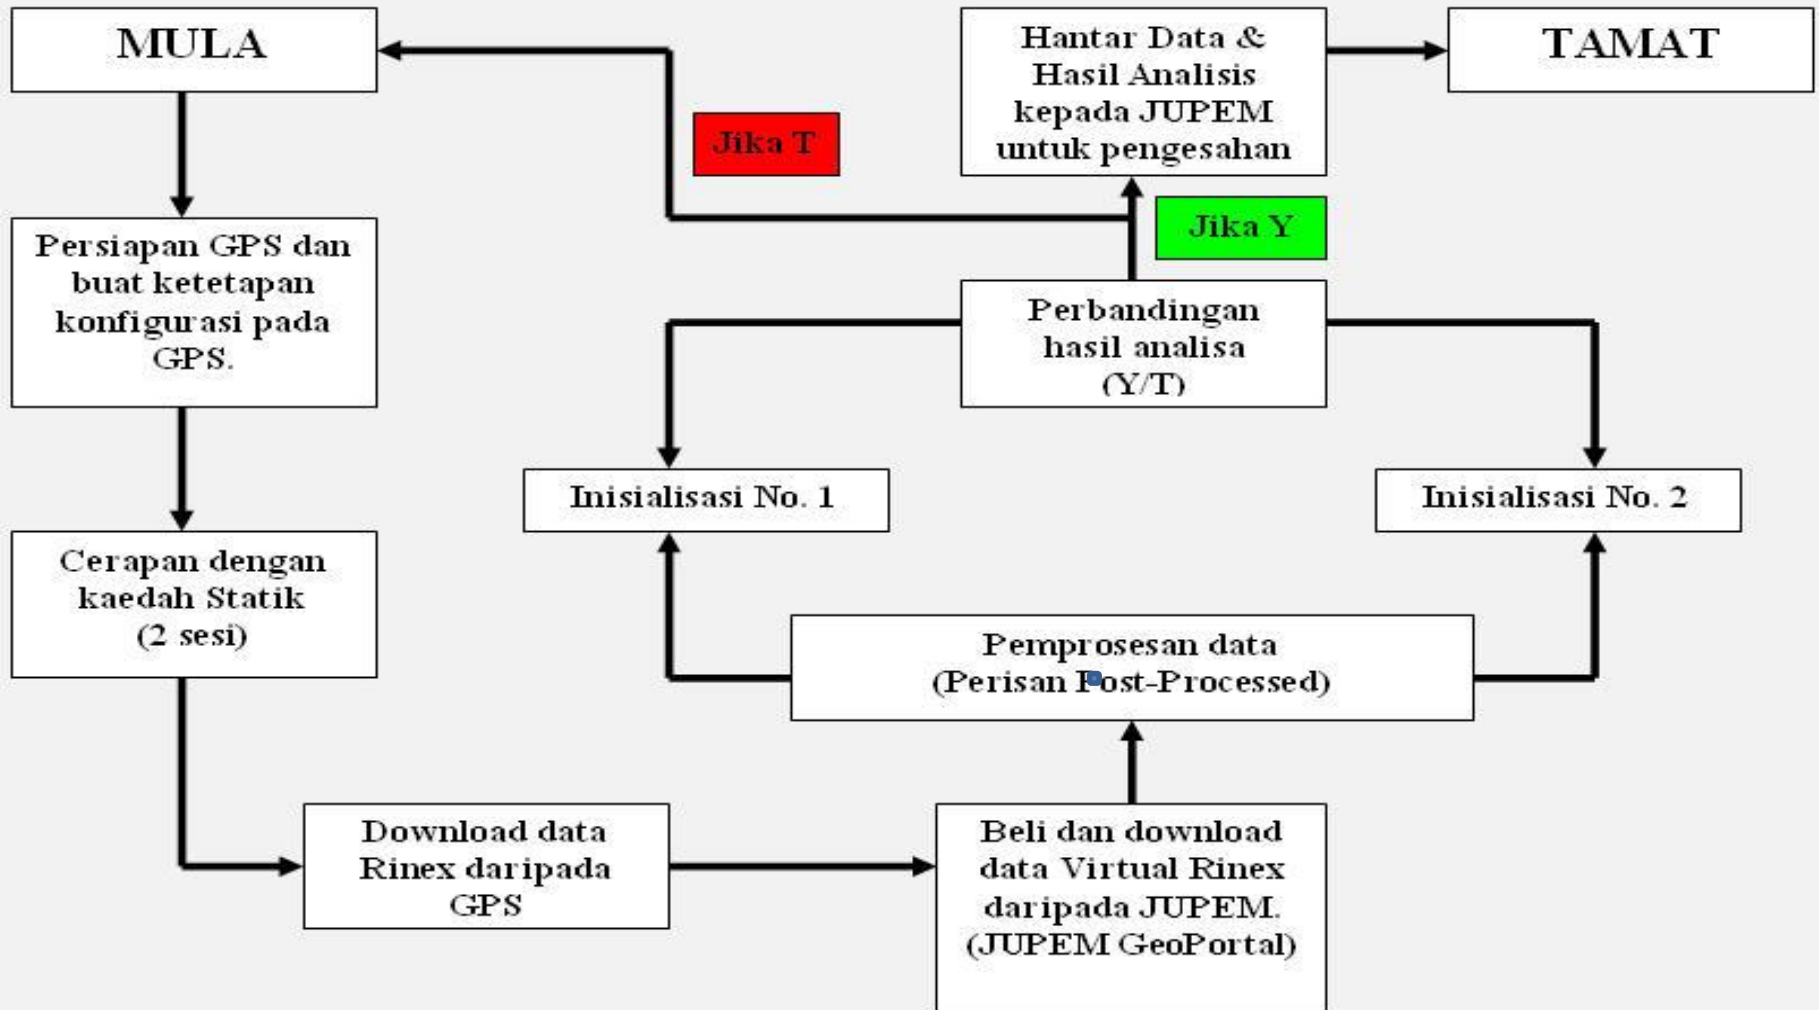 MULA
Persiapan GPS dan
buat ketetapan
konfigurasi pada
GPS.
Cerapan dengan
kaedah Statik
(2 sesi)
Download data
Rinex daripada
GPS
Beli dan download
data Virtual Rinex
daripada JUPEM.
(JUPEM GeoPortal)
Pemprosesan data
(Perisan Post-Processed)
Inisialisasi No. 1
Inisialisasi No. 2
Perbandingan
hasil analisa
(Y/T)
Jika T
Jika Y
Hantar Data &
Hasil Analisis
kepada JUPEM
untuk pengesahan
TAMAT